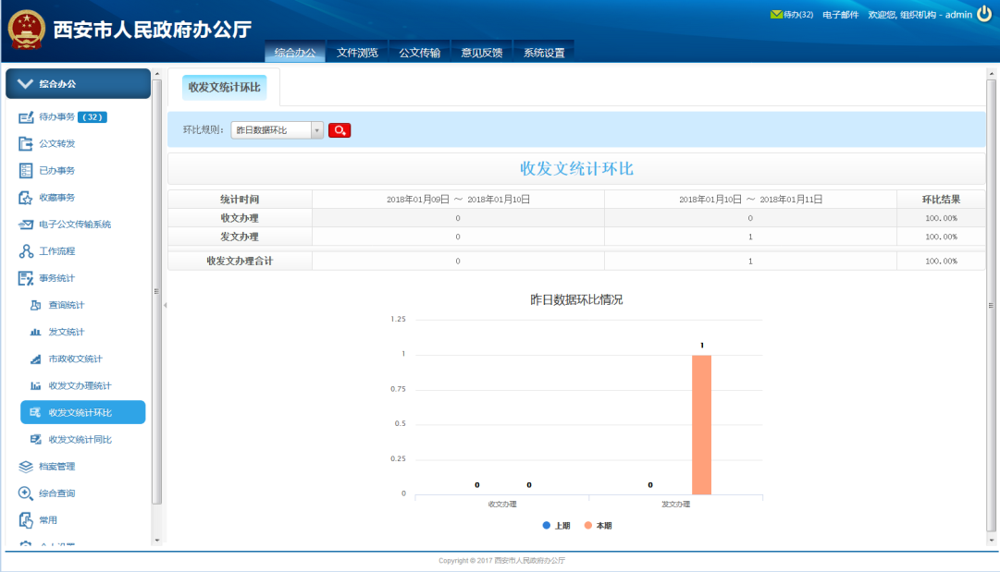 西安市人民政府办公厅
待办(32) 电子邮件 欢迎您, 组织机构 - admin
综合办公 文件浏览 公文传输 意见反馈 系统设置
综合办公
待办事务 (32)
公文转发
已办事务
收藏事务
电子公文传输系统
工作流程
事务统计
查询统计
发文统计
市政收文统计
收发文办理统计
收发文统计环比
收发文统计同比
档案管理
综合查询
常用
收发文统计环比
环比规则: 昨日数据环比
收发文统计环比
统计时间 2018年01月09日 ～ 2018年01月10日 2018年01月10日 ～ 2018年01月11日 环比结果
收文办理 0 0 100.00%
发文办理 0 1 100.00%
收发文办理合计 0 1 100.00%
昨日数据环比情况
1.25
1
0.75
0.5
0.25
0
0 0 0 1
收文办理 发文办理
上期 本期
Copyright © 2017 西安市人民政府办公厅